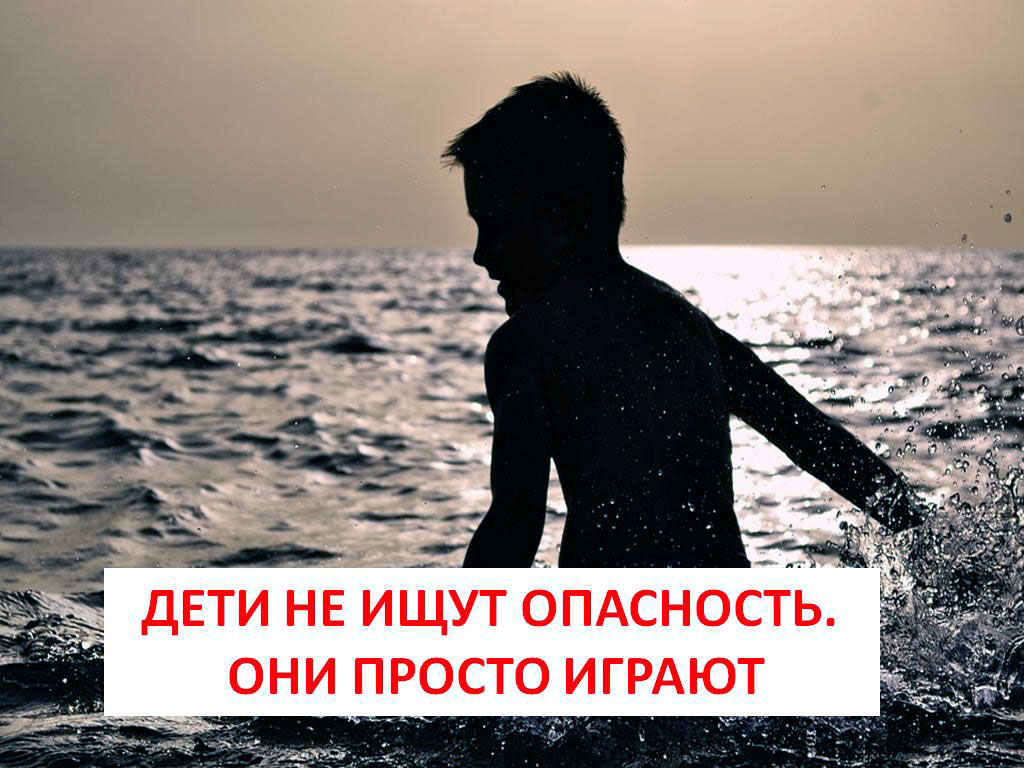 ДЕТИ НЕ ИЩУТ ОПАСНОСТЬ.
ОНИ ПРОСТО ИГРАЮТ